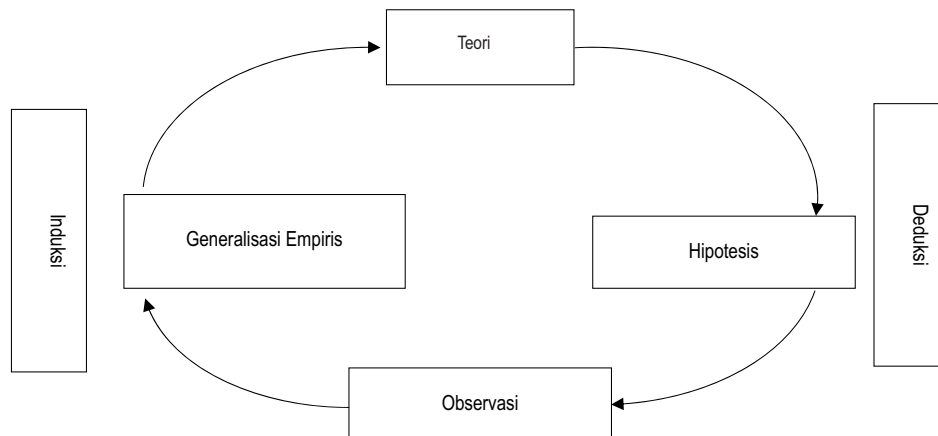 Teori
Induksi
Generalisasi Empiris
Hipotesis
Deduksi
Observasi